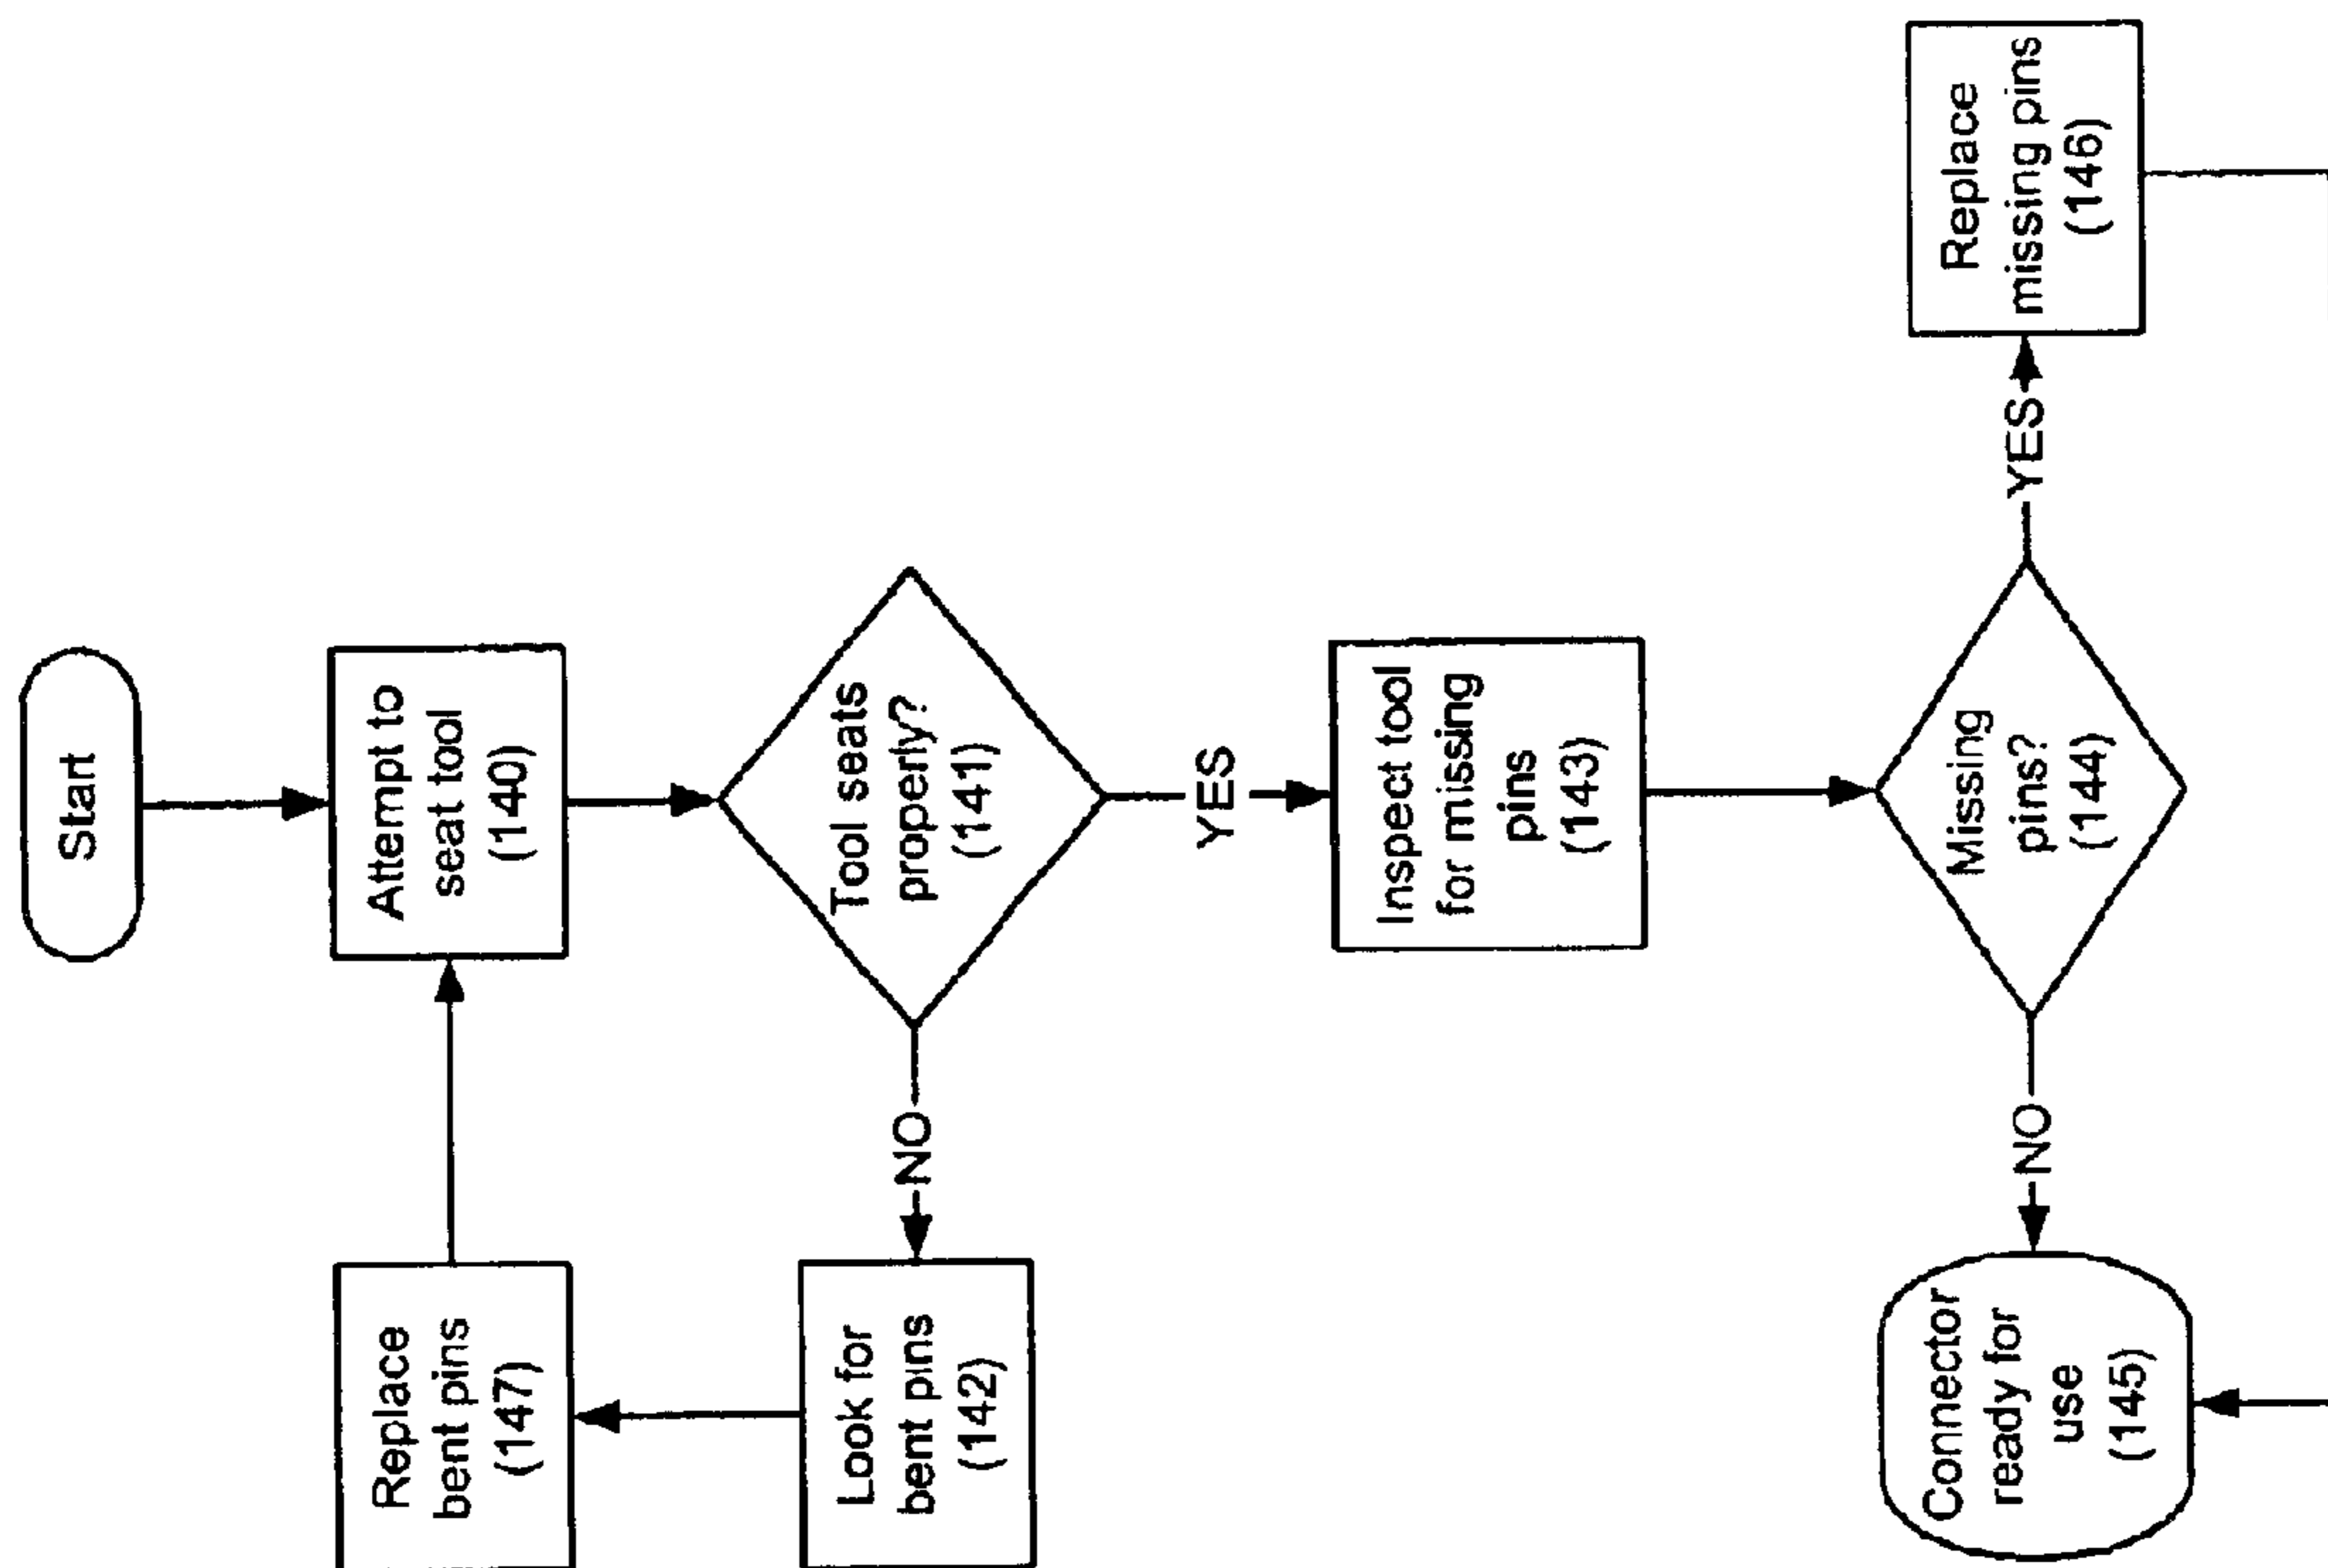 Start
Attempt to
seat tool
(140)
Replace
bent pins
(147)
Tool seats
properly?
(141)
NO
Look for
bent pins
(142)
YES
Inspect tool
for missing
pins
(143)
Missing
pins?
(144)
YES
Replace
missing pins
(146)
NO
Connector
ready for
use
(145)